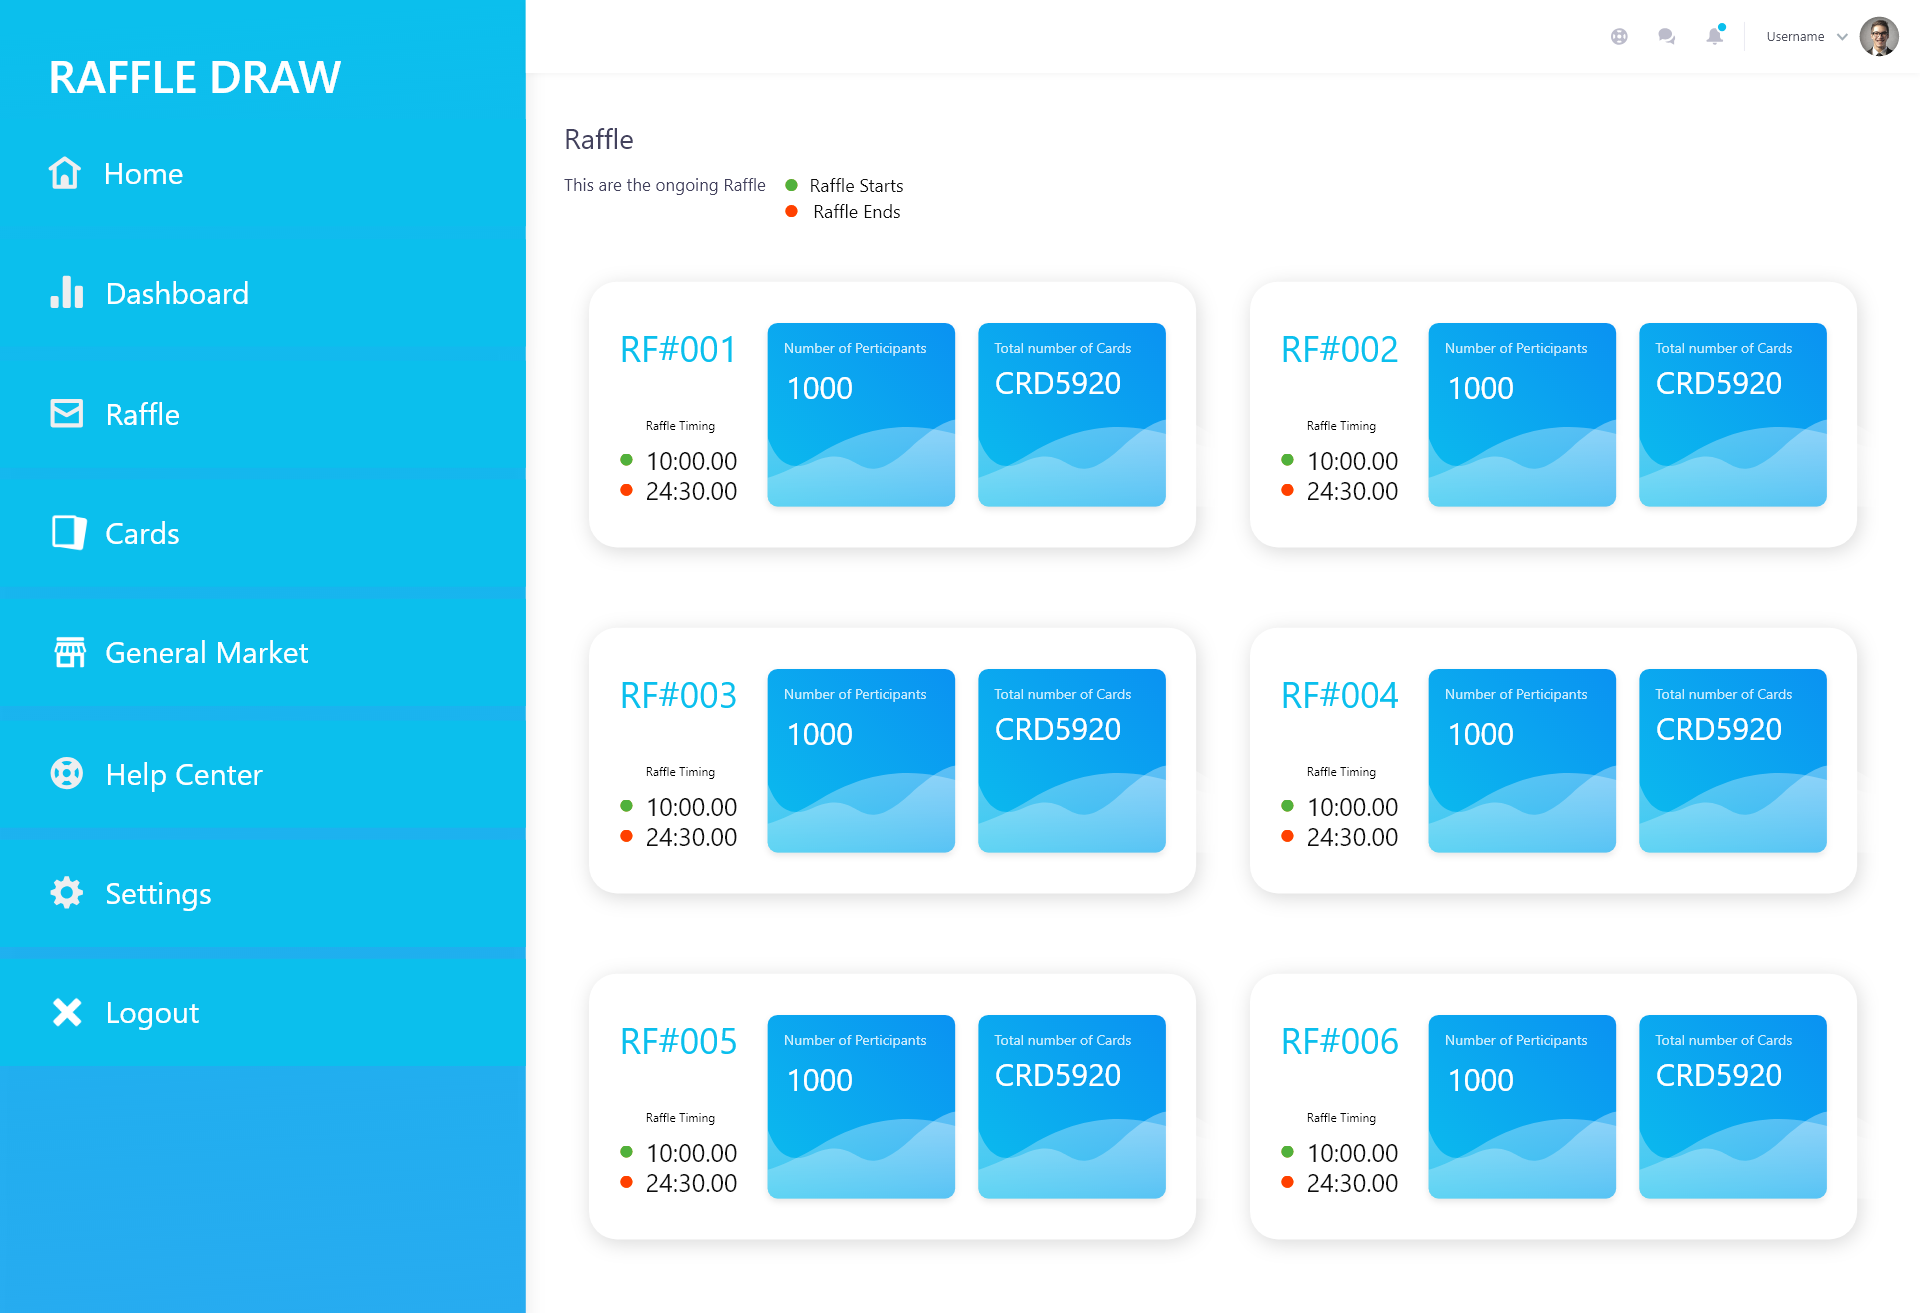 RAFFLE DRAW
Home
Dashboard
Raffle
Cards
General Market
Help Center
Settings
Logout
Username
Raffle
This are the ongoing Raffle
Raffle Starts
Raffle Ends
RF#001
Number of Perticipants
1000
Total number of Cards
CRD5920
Raffle Timing
10:00.00
24:30.00
RF#002
Number of Perticipants
1000
Total number of Cards
CRD5920
Raffle Timing
10:00.00
24:30.00
RF#003
Number of Perticipants
1000
Total number of Cards
CRD5920
Raffle Timing
10:00.00
24:30.00
RF#004
Number of Perticipants
1000
Total number of Cards
CRD5920
Raffle Timing
10:00.00
24:30.00
RF#005
Number of Perticipants
1000
Total number of Cards
CRD5920
Raffle Timing
10:00.00
24:30.00
RF#006
Number of Perticipants
1000
Total number of Cards
CRD5920
Raffle Timing
10:00.00
24:30.00